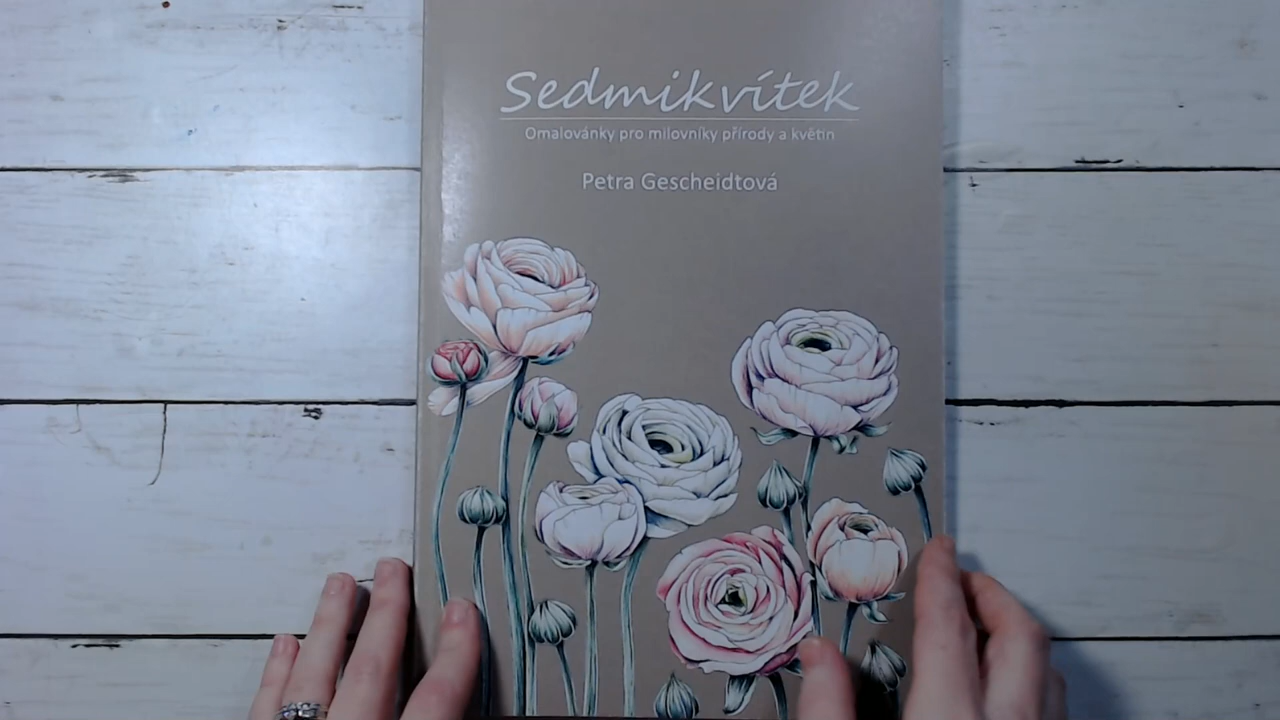 Sedmikvítek
Omalovánky pro milovníky přírody a květin
Petra Gescheidtová